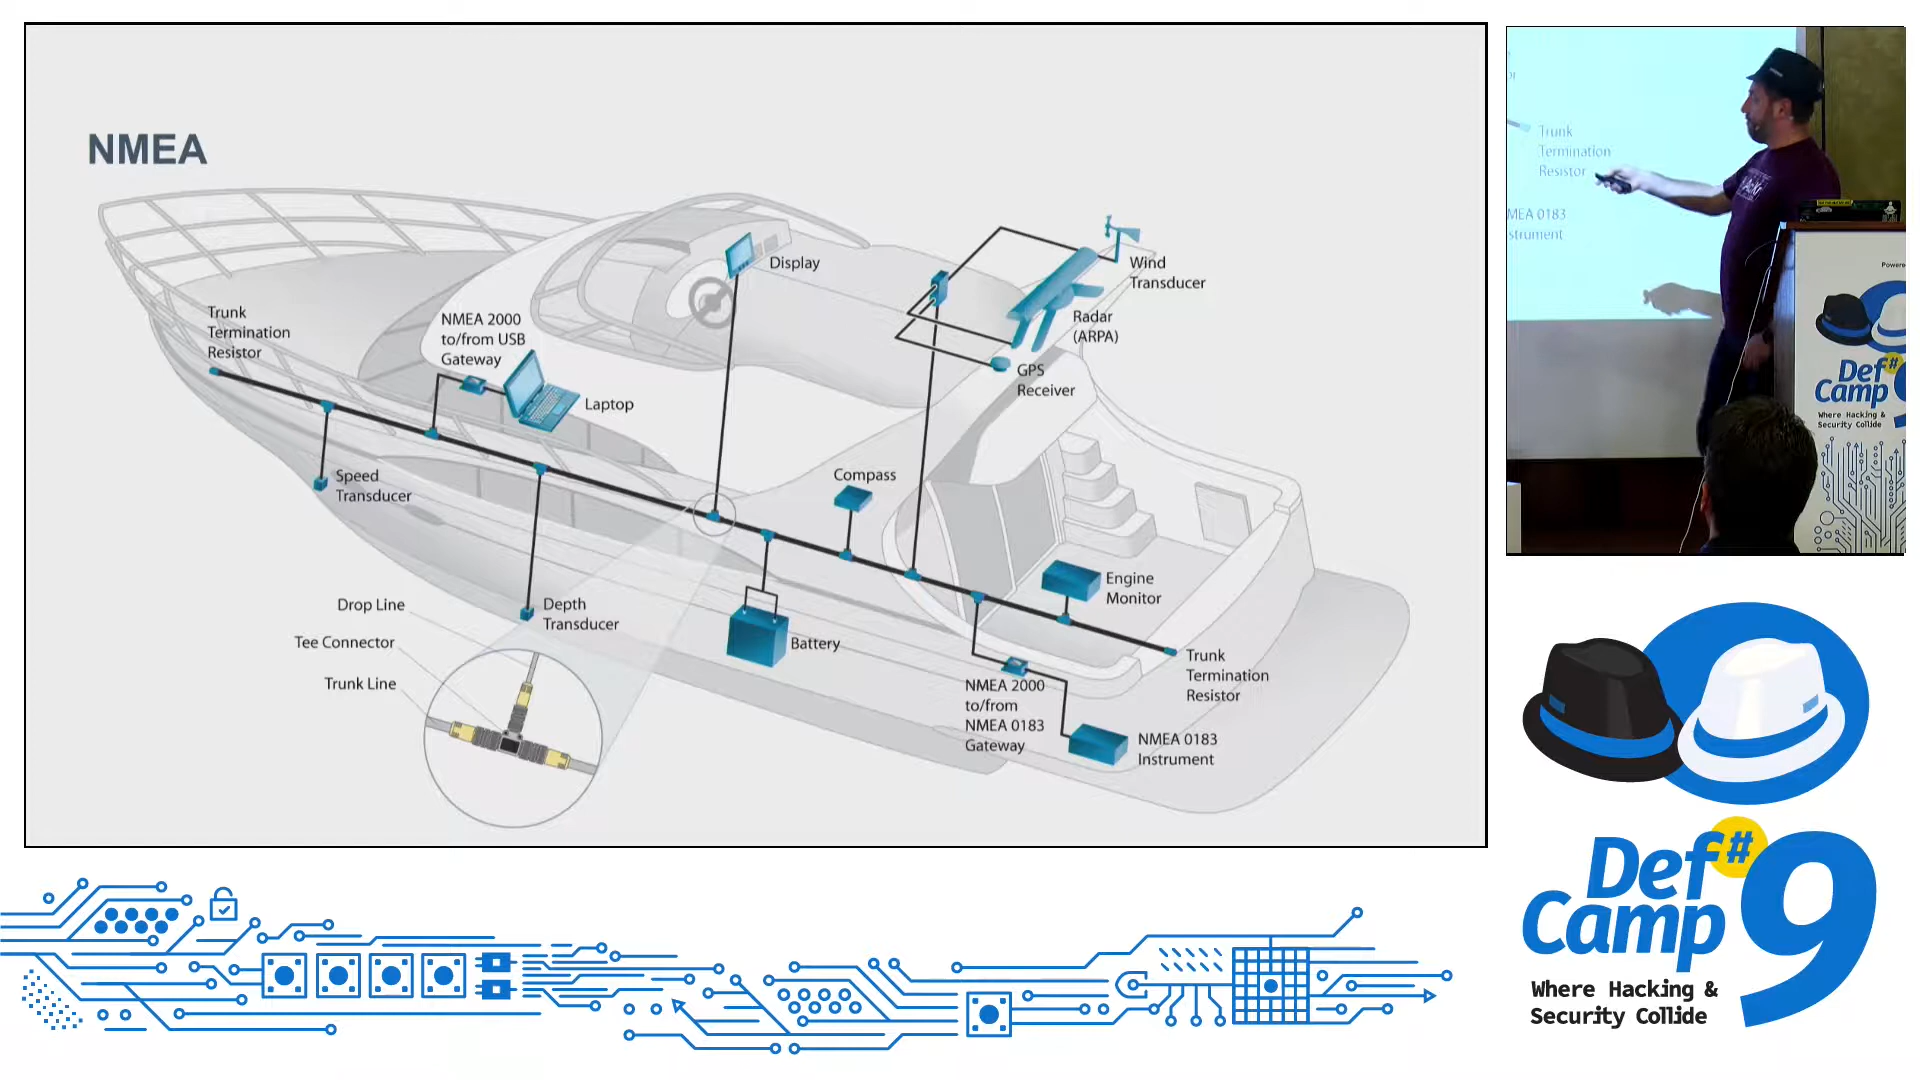 NMEA
Display
Wind
Transducer
Radar
(ARPA)
GPS
Receiver
Trunk
Termination
Resistor
NMEA 2000
to/from USB
Gateway
Laptop
Speed
Transducer
Compass
Engine
Monitor
Drop Line
Tee Connector
Trunk Line
Depth
Transducer
Battery
Trunk
Termination
Resistor
NMEA 2000
to/from
NMEA 0183
Gateway
NMEA 0183
Instrument
Trunk
Termination
Resistor
MEA 0183
strument
Powere
Def#
Camp 9
Where Hacking &
Security Collide
Def#
Camp 9
Where Hacking &
Security Collide